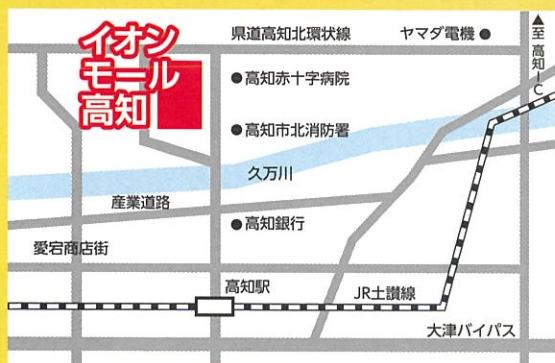 イオン
モール
高知
県道高知北環状線
ヤマダ電機
▲至 高知IC
高知赤十字病院
高知市北消防署
久万川
産業道路
高知銀行
愛宕商店街
高知駅
JR土讃線
大津バイパス